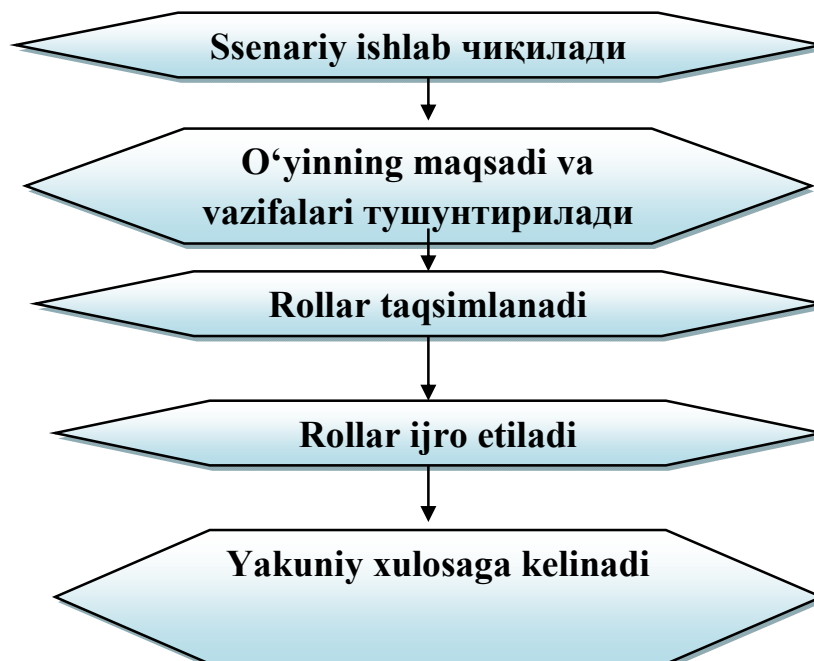 Ssenariy ishlab чиқилади
O‘yinning maqsadi va
vazifalari тушунтирилади
Rollar taqsimlanadi
Rollar ijro etiladi
Yakuniy xulosaga kelinadi